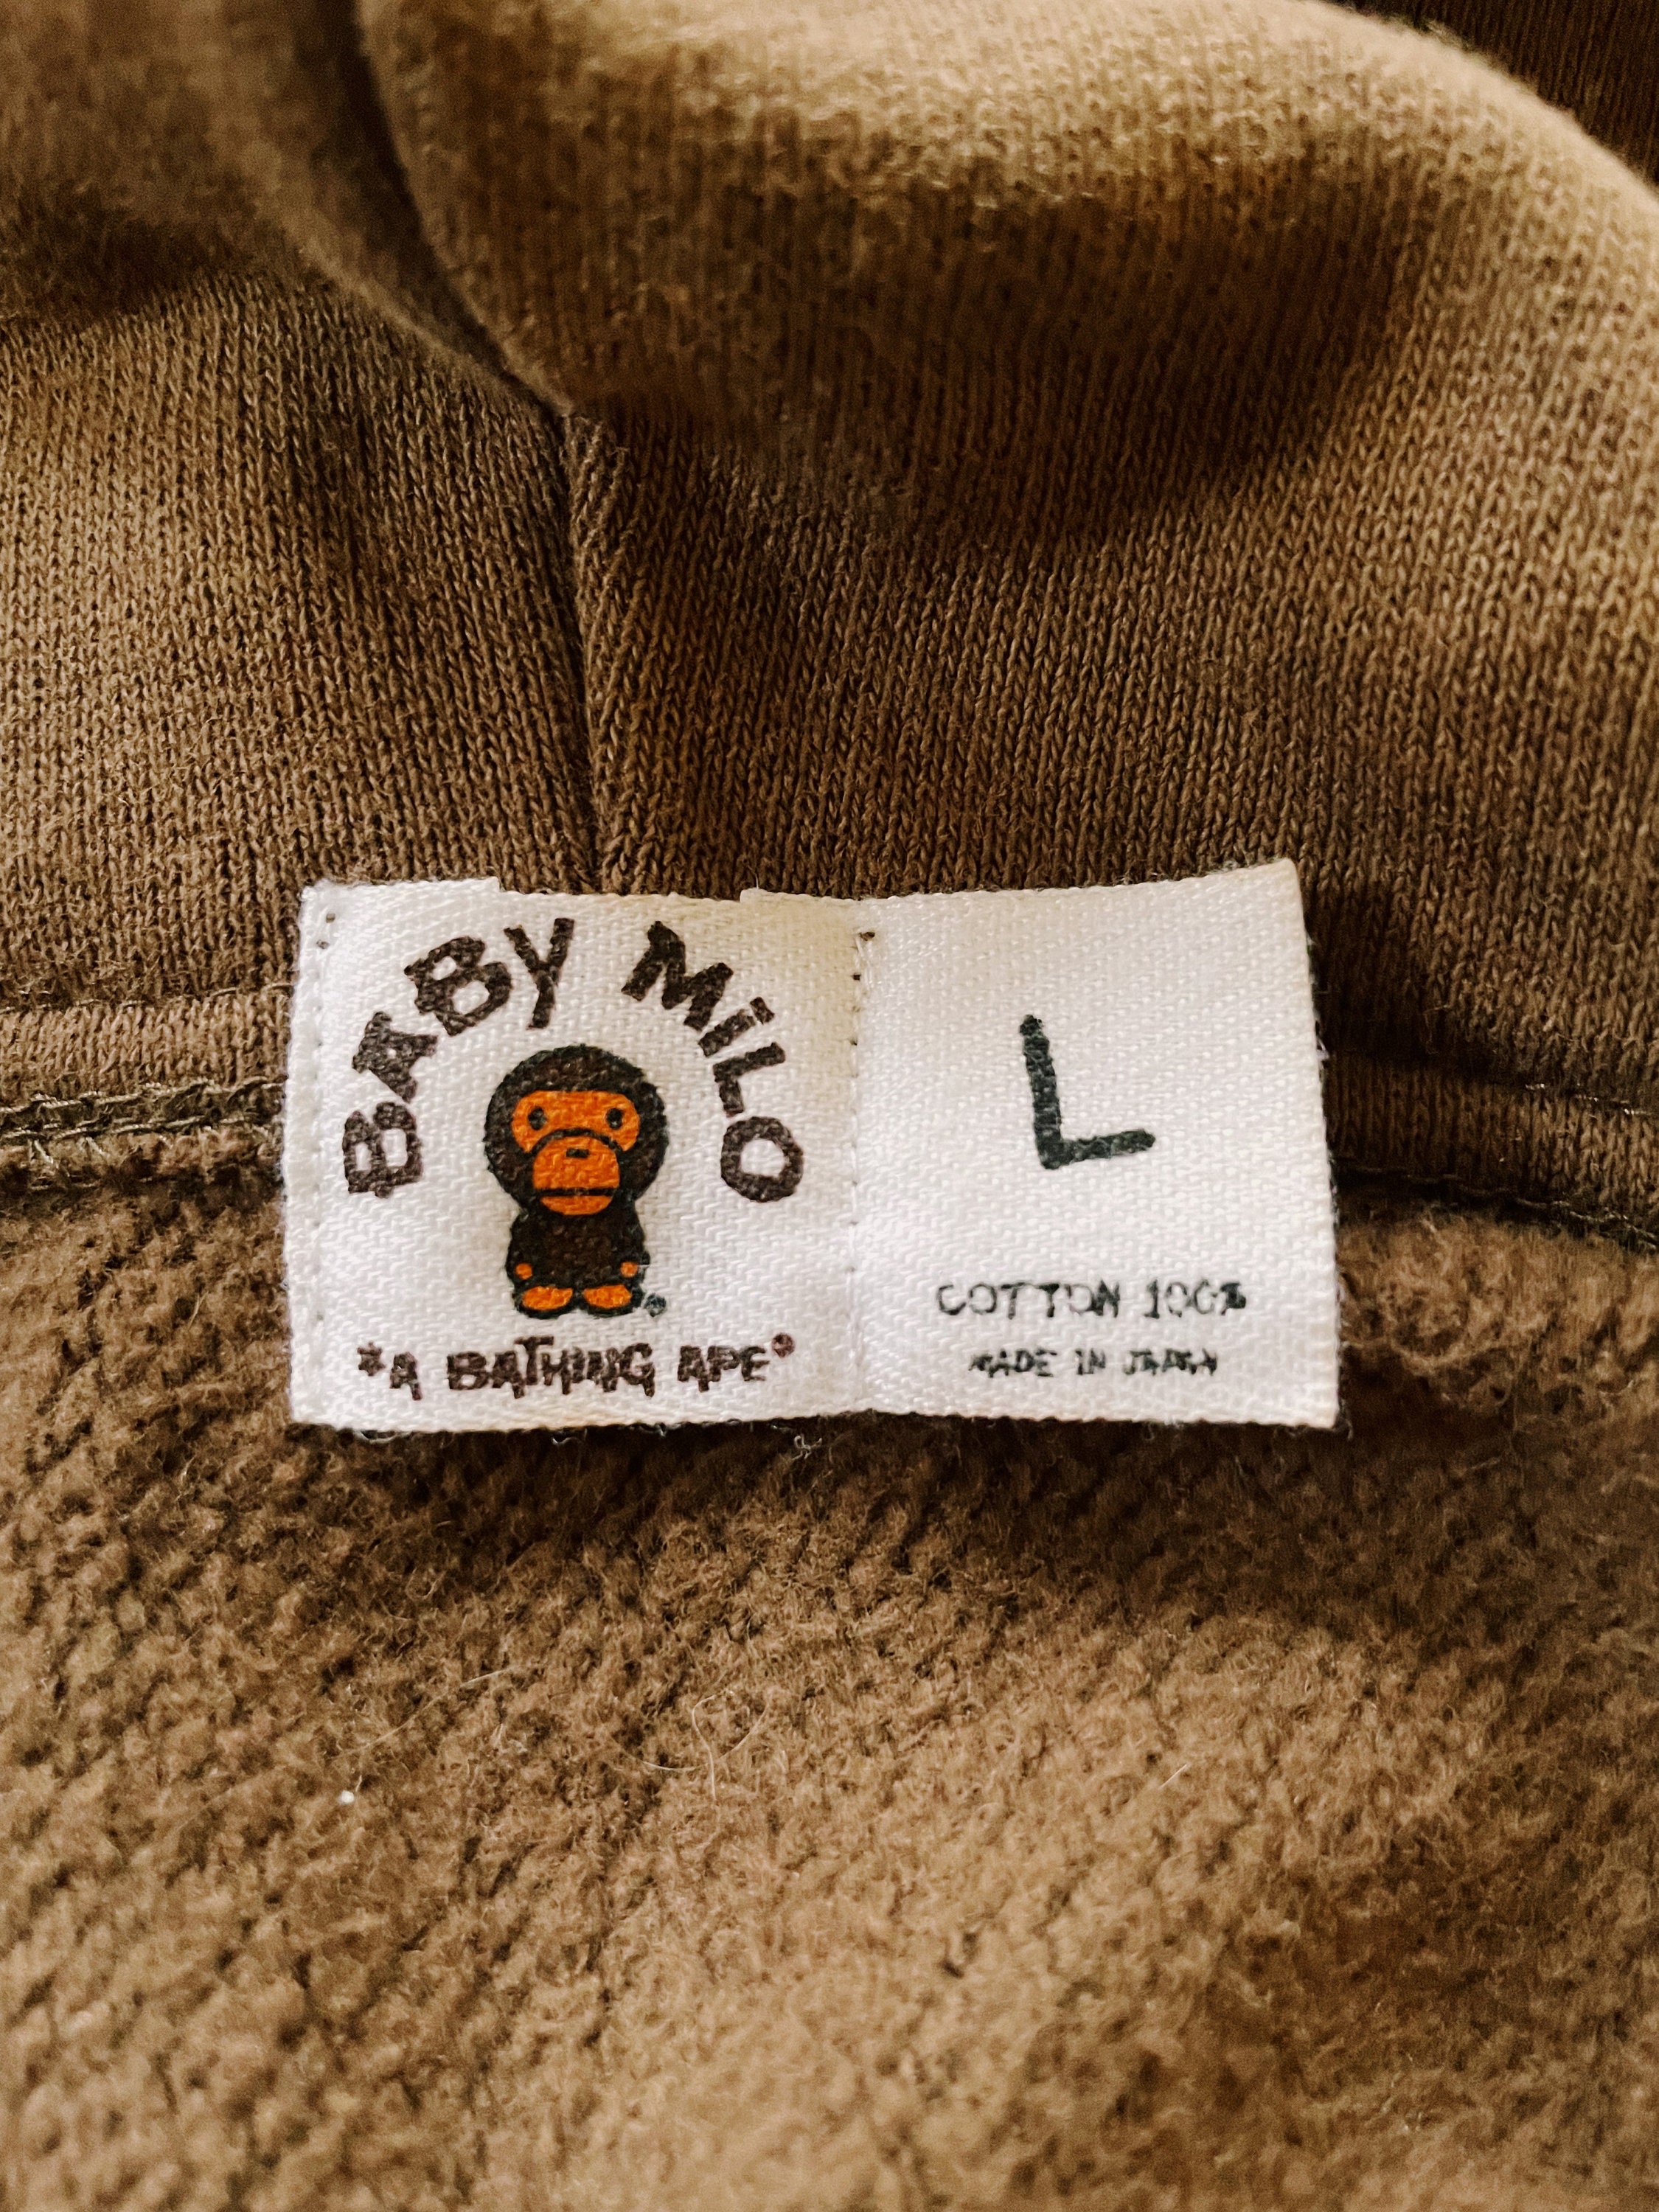 BABY MiLO
*A BATHING APE®
L
COTTON 100%
MADE IN JAPAN